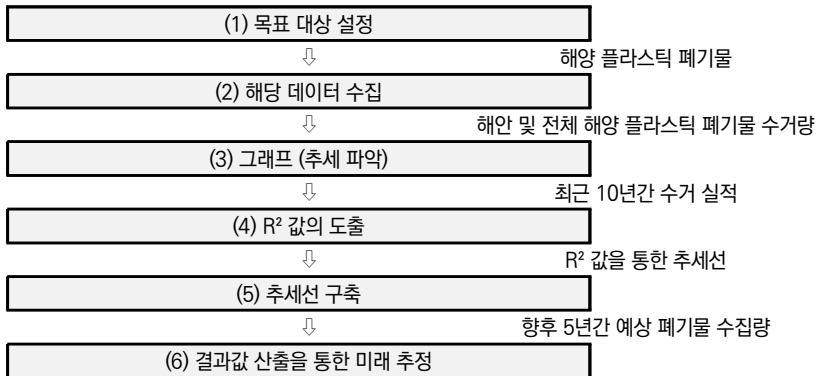 (1) 목표 대상 설정
⇩ 해양 플라스틱 폐기물
(2) 해당 데이터 수집
⇩ 해안 및 전체 해양 플라스틱 폐기물 수거량
(3) 그래프 (추세 파악)
⇩ 최근 10년간 수거 실적
(4) R² 값의 도출
⇩ R² 값을 통한 추세선
(5) 추세선 구축
⇩ 향후 5년간 예상 폐기물 수집량
(6) 결과값 산출을 통한 미래 추정